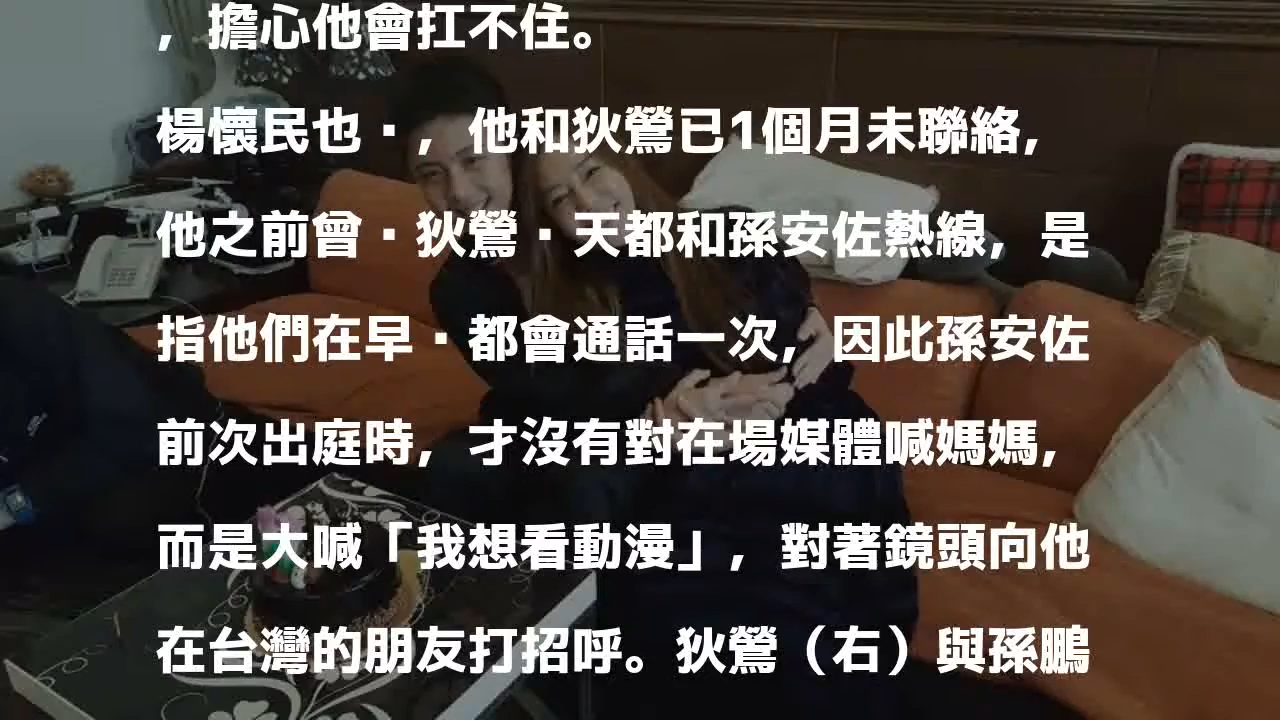 ，擔心他會扛不住。
楊懷民也·，他和狄鶯已1個月未聯絡，
他之前曾·狄鶯·天都和孫安佐熱線，是
指他們在早·都會通話一次，因此孫安佐
前次出庭時，才沒有對在場媒體喊媽媽，
而是大喊「我想看動漫」，對著鏡頭向他
在台灣的朋友打招呼。狄鶯（右）與孫鵬